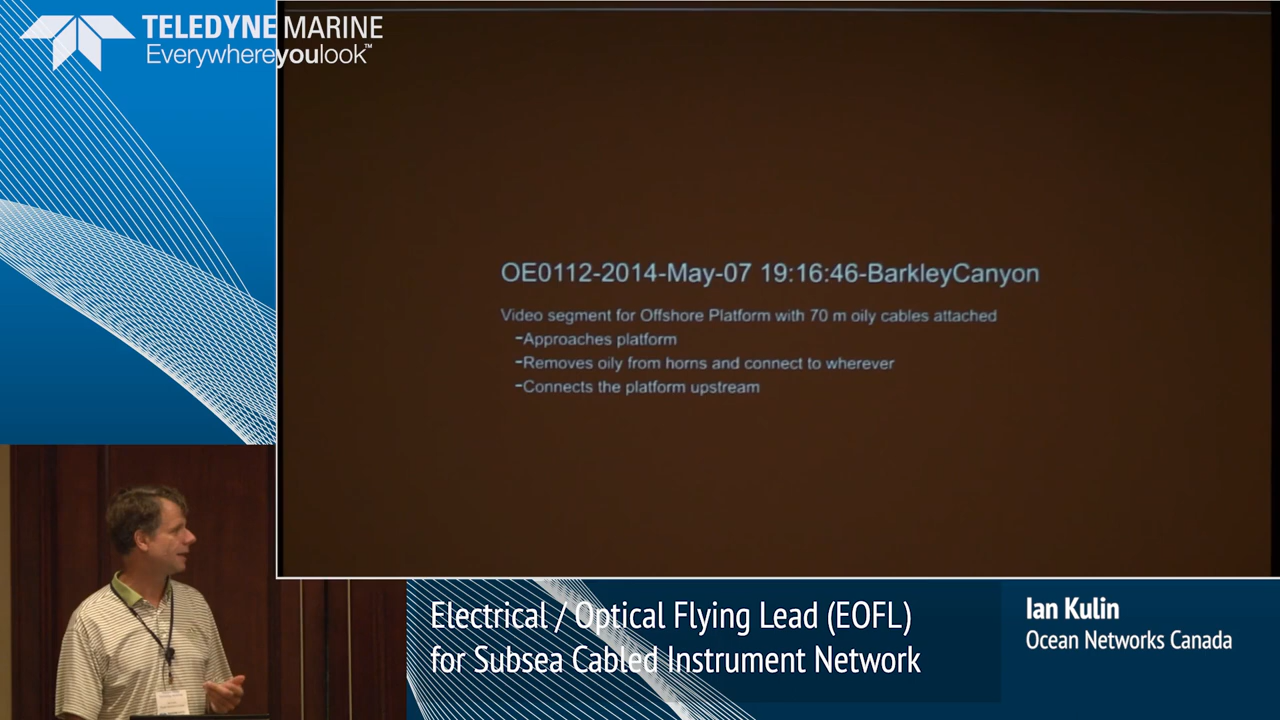 TELEDYNE MARINE
Everywhereyoulook™
OE0112-2014-May-07 19:16:46-BarkleyCanyon
Video segment for Offshore Platform with 70 m oily cables attached
-Approaches platform
-Removes oily from horns and connect to wherever
-Connects the platform upstream
Electrical / Optical Flying Lead (EOFL)
for Subsea Cabled Instrument Network
Ian Kulin
Ocean Networks Canada